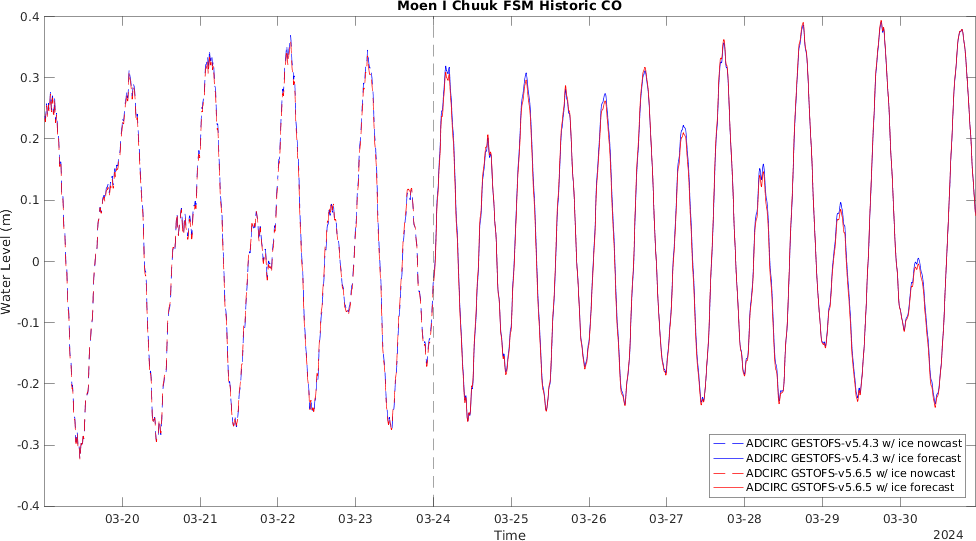 Moen I Chuuk FSM Historic CO
Water Level (m)
0.4
0.3
0.2
0.1
0
-0.1
-0.2
-0.3
-0.4
ADCIRC GESTOFS-v5.4.3 w/ ice nowcast
ADCIRC GESTOFS-v5.4.3 w/ ice forecast
ADCIRC GSTOFS-v5.6.5 w/ ice nowcast
ADCIRC GSTOFS-v5.6.5 w/ ice forecast
03-20 03-21 03-22 03-23 03-24 03-25 03-26 03-27 03-28 03-29 03-30
Time
2024